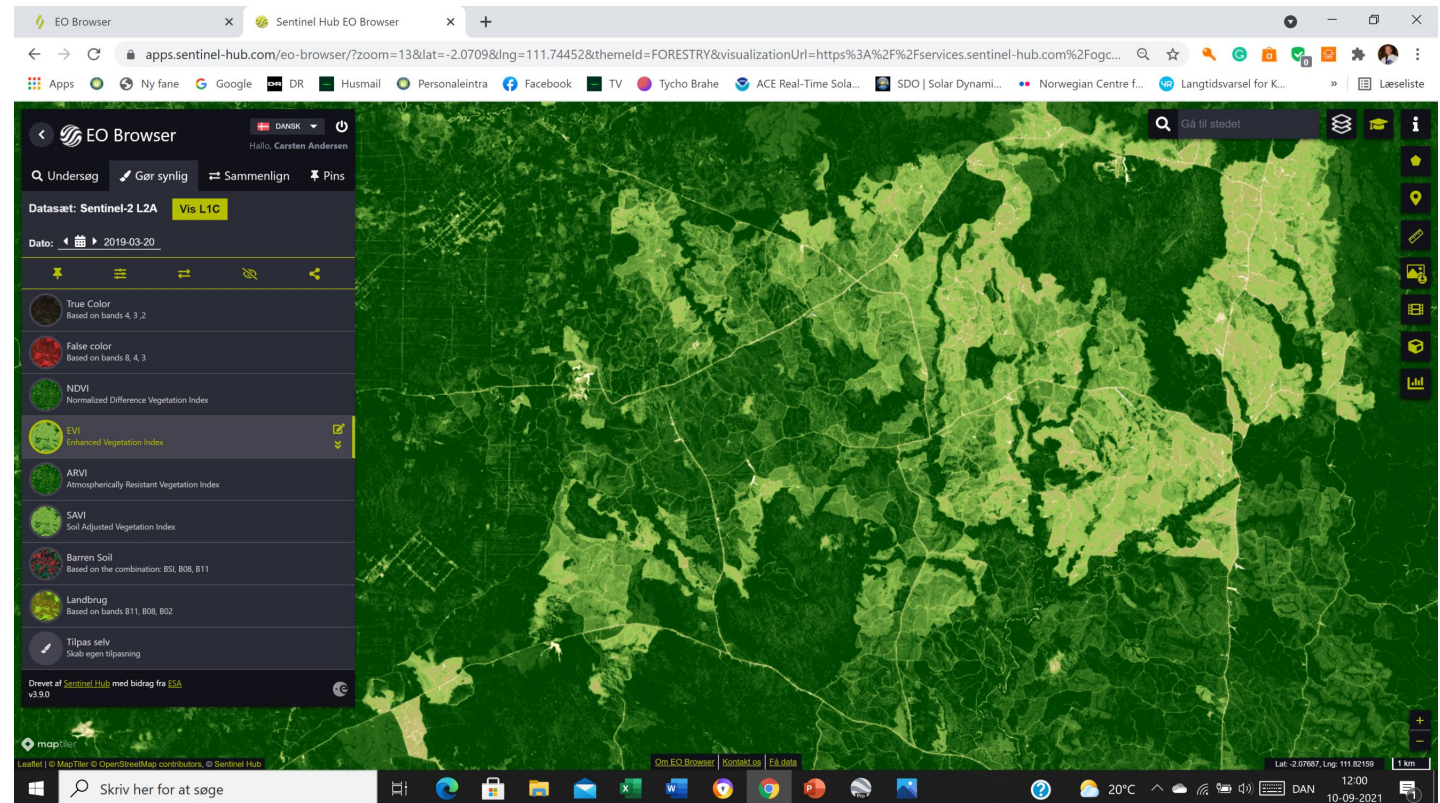 EO Browser
Sentinel Hub EO Browser
apps.sentinel-hub.com/eo-browser/?zoom=13&lat=-2.0709&lng=111.74452&themeId=FORESTRY&visualizationUrl=https%3A%2F%2Fservices.sentinel-hub.com%2Fogc...
Apps Ny fane Google DR Husmail Personaleintra Facebook TV Tycho Brahe ACE Real-Time Sola... SDO | Solar Dynami... Norwegian Centre f... Langtidsvarsel for K... » Læseliste
EO Browser
DANSK
Hallo, Carsten Andersen
Gå til stedet
Undersøg Gør synlig Sammenlign Pins
Datasæt: Sentinel-2 L2A Vis L1C
Dato: 2019-03-20
True Color
Based on bands 4, 3 ,2
False color
Based on bands 8, 4, 3
NDVI
Normalized Difference Vegetation Index
EVI
Enhanced Vegetation Index
ARVI
Atmospherically Resistant Vegetation Index
SAVI
Soil Adjusted Vegetation Index
Barren Soil
Based on the combination: BSI, B08, B11
Landbrug
Based on bands B11, B08, B02
Tilpas selv
Skab egen tilpasning
Drevet af Sentinel Hub med bidrag fra ESA
v3.9.0
maptiler
Leaflet | © MapTiler © OpenStreetMap contributors, © Sentinel Hub
Om EO Browser Kontakt os Få data
Lat: -2.07687, Lng: 111.82159 1 km
Skriv her for at søge
20°C
DAN
12:00
10-09-2021